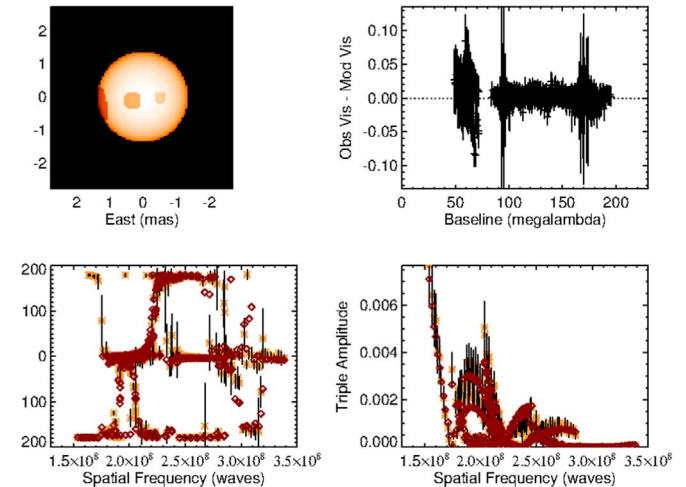 2
1
0
-1
-2
2 1 0 -1 -2
East (mas)
Obs Vis - Mod Vis
0.10
0.05
0.00
-0.05
-0.10
0 50 100 150 200
Baseline (megalambda)
200
100
0
100
200
1.5×10⁸ 2.0×10⁸ 2.5×10⁸ 3.0×10⁸ 3.5×10⁸
Spatial Frequency (waves)
Triple Amplitude
0.006
0.004
0.002
0.000
1.5×10⁸ 2.0×10⁸ 2.5×10⁸ 3.0×10⁸ 3.5×10⁸
Spatial Frequency (waves)